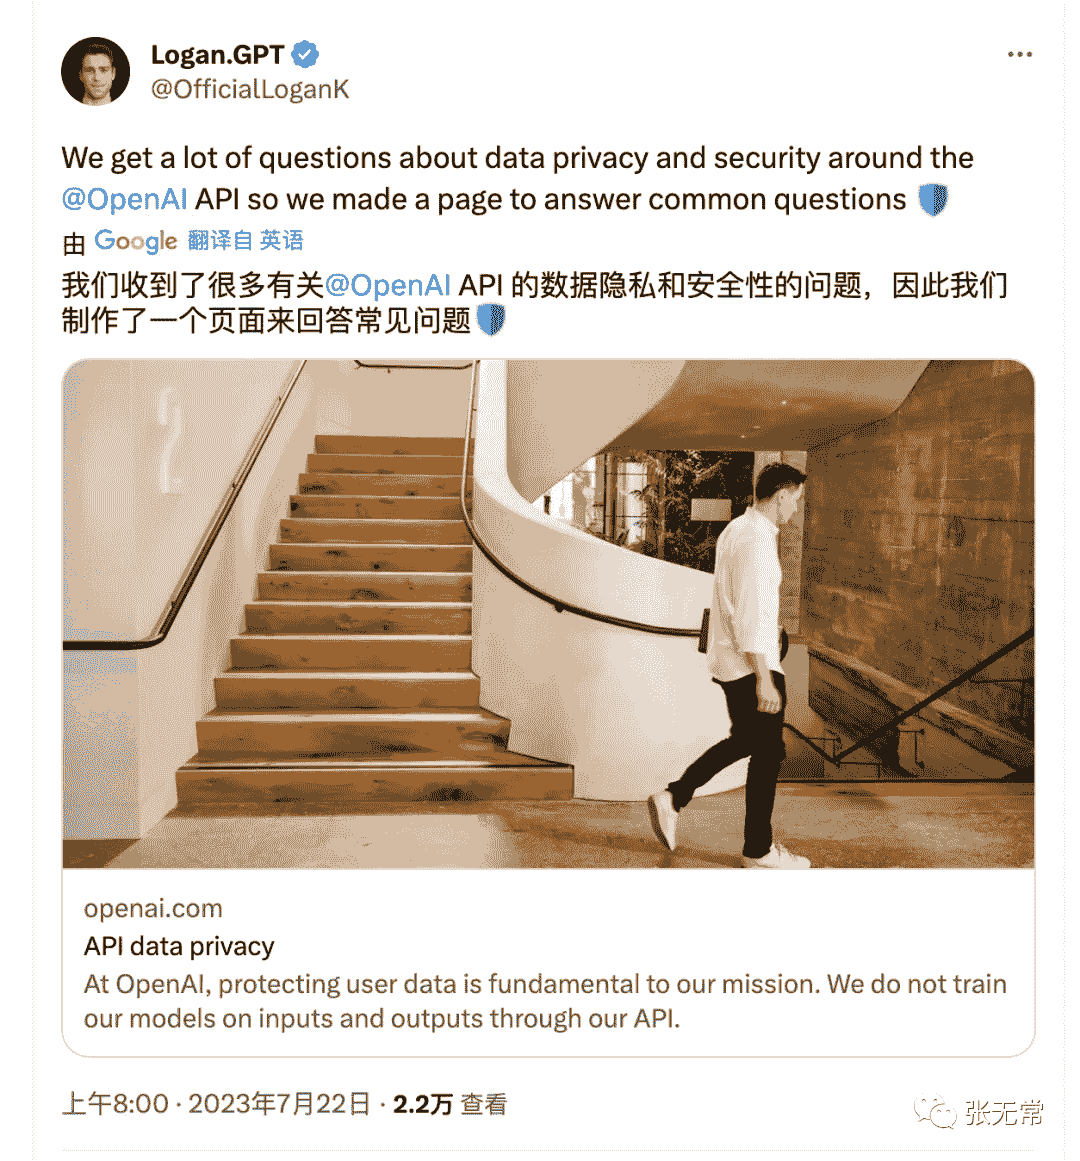 Logan.GPT
@OfficialLoganK
We get a lot of questions about data privacy and security around the
@OpenAI API so we made a page to answer common questions
由 Google 翻译自 英语
我们收到了很多有关@OpenAI API 的数据隐私和安全性的问题，因此我们
制作了一个页面来回答常见问题
2
openai.com
API data privacy
At OpenAI, protecting user data is fundamental to our mission. We do not train
our models on inputs and outputs through our API.
上午8:00 · 2023年7月22日 · 2.2万 查看
张无常